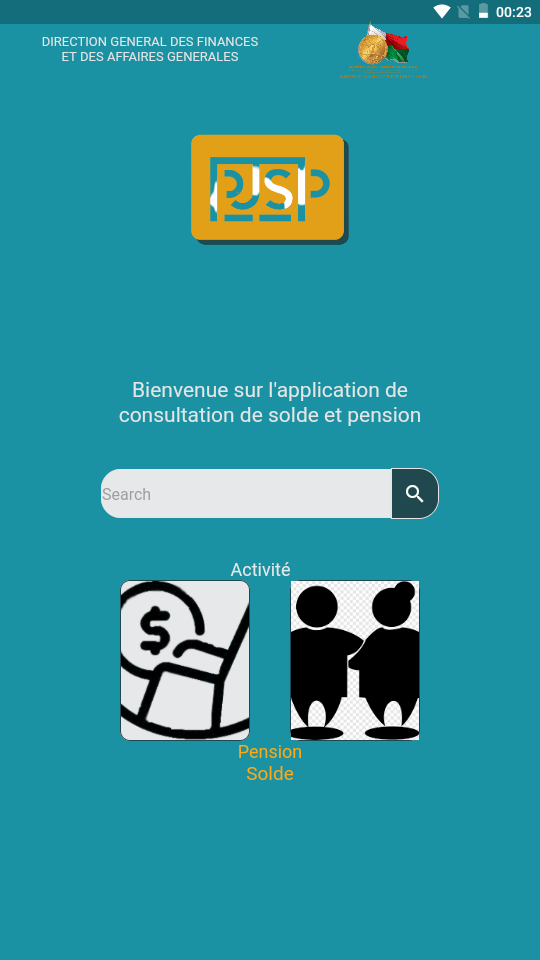 00:23
DIRECTION GENERAL DES FINANCES
ET DES AFFAIRES GENERALES
PJSP
Bienvenue sur l'application de
consultation de solde et pension
Search
Activité
Pension
Solde